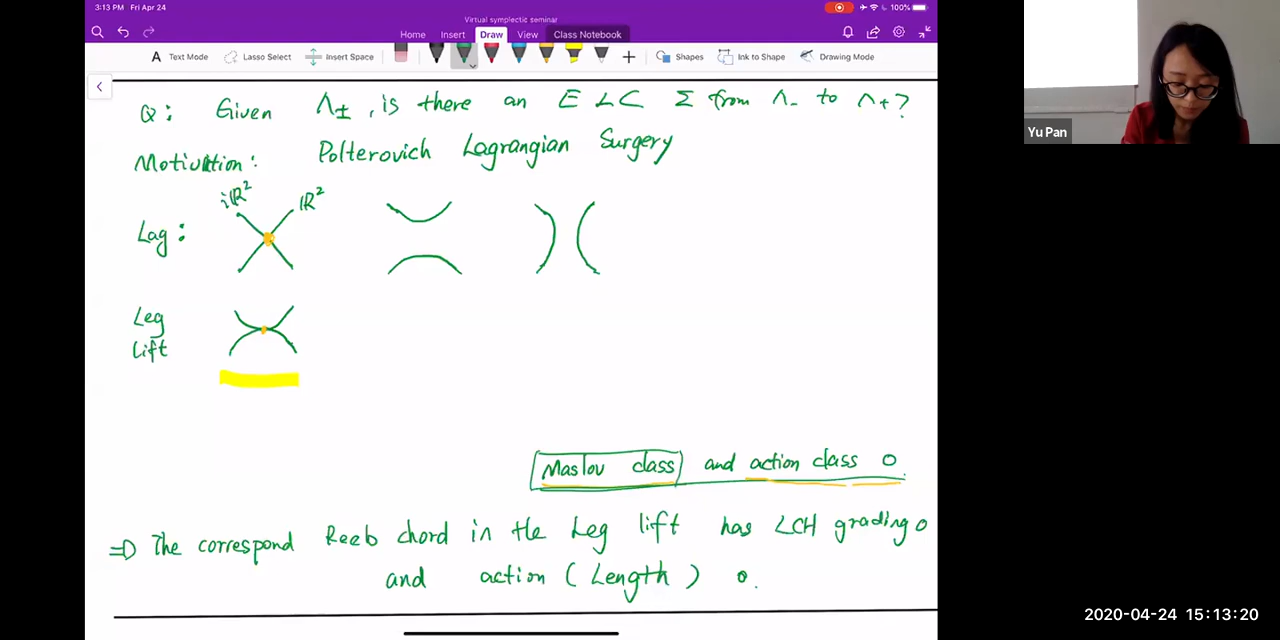 3:13 PM Fri Apr 24
100%
Virtual symplectic seminar
Home Insert Draw View Class Notebook
Text Mode Lasso Select Insert Space Shapes Ink to Shape Drawing Mode
Q: Given Λ± , is there an E L C Σ from Λ- to Λ+ ?
Motivation: Polterovich Lagrangian Surgery
iℝ² ℝ²
Lag:
Leg
lift
Maslov class and action class 0.
⇒ The correspond Reeb chord in the Leg lift has LCH grading 0
and action (Length) 0.
Yu Pan
2020-04-24 15:13:20